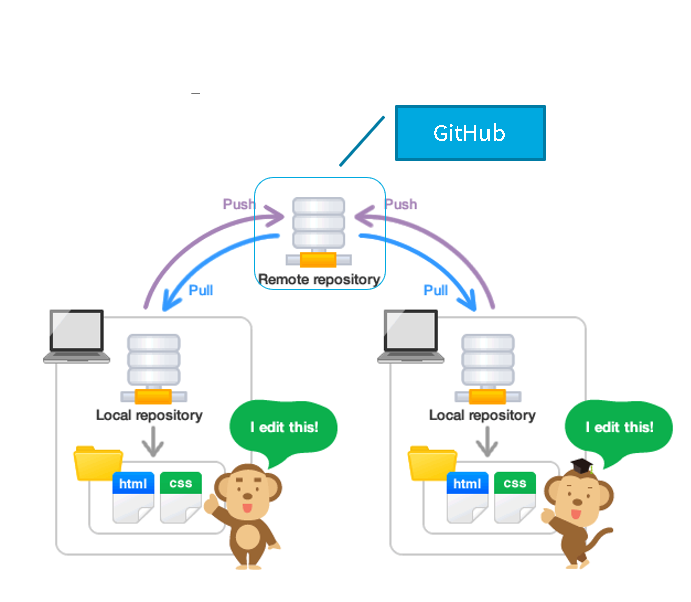 GitHub
Push
Push
Remote repository
Pull
Pull
Local repository
Local repository
I edit this!
I edit this!
html
css
html
css